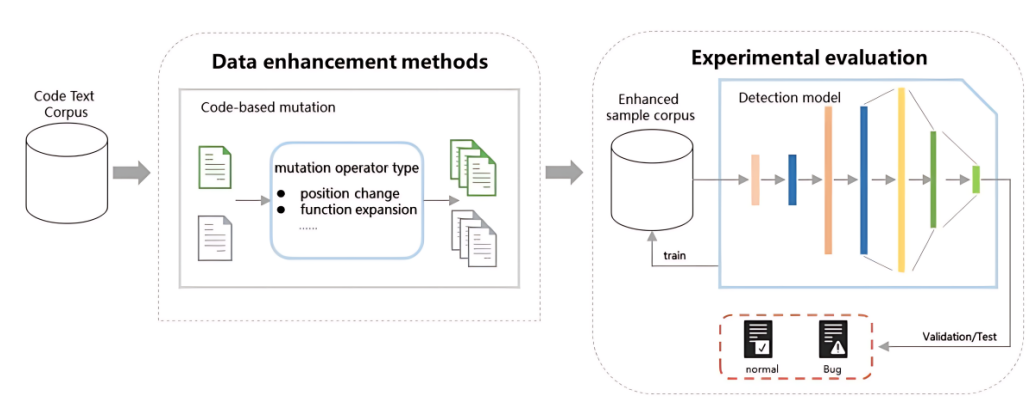 Code Text
Corpus
Data enhancement methods
Code-based mutation
mutation operator type
● position change
● function expansion
......
Experimental evaluation
Enhanced
sample corpus
Detection model
train
Validation/Test
normal
Bug